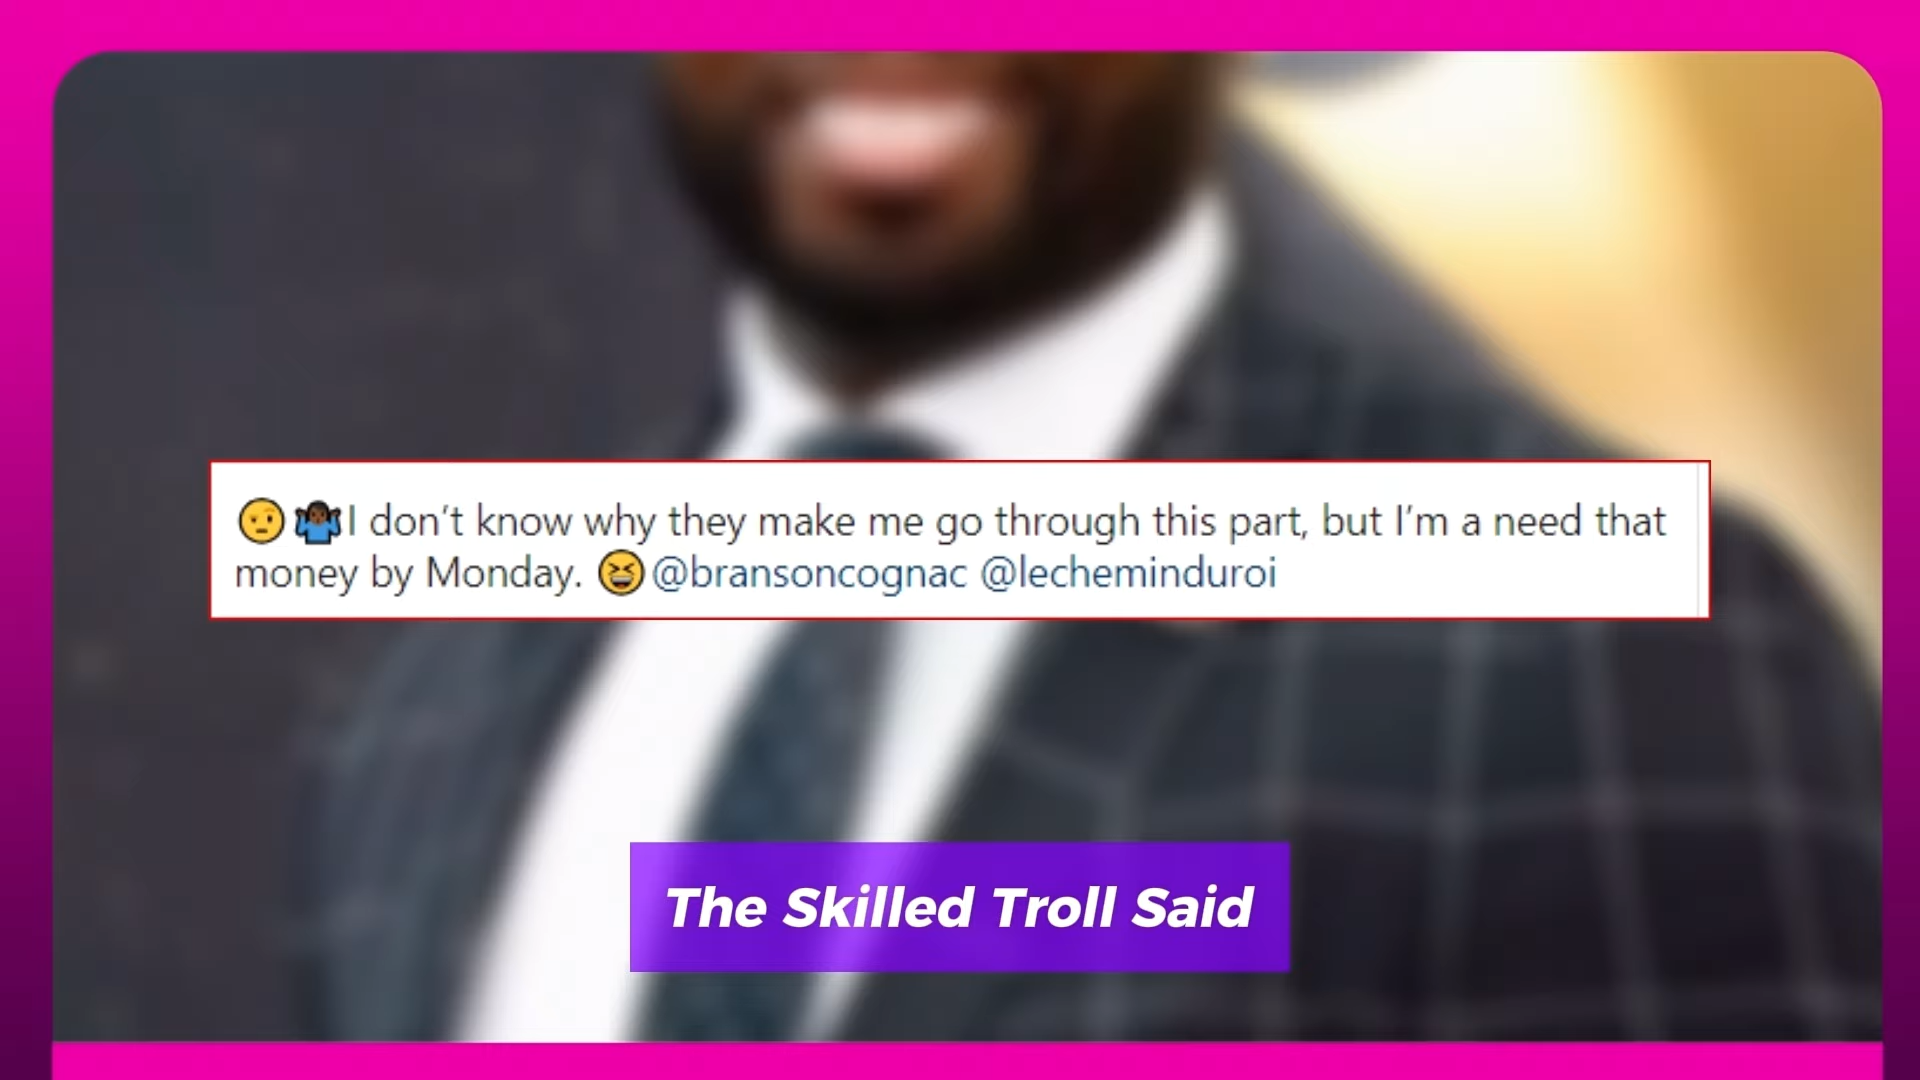 🤨🤷🏿‍♂️I don’t know why they make me go through this part, but I’m a need that
money by Monday. 😆@bransoncognac @lecheminduroi
The Skilled Troll Said